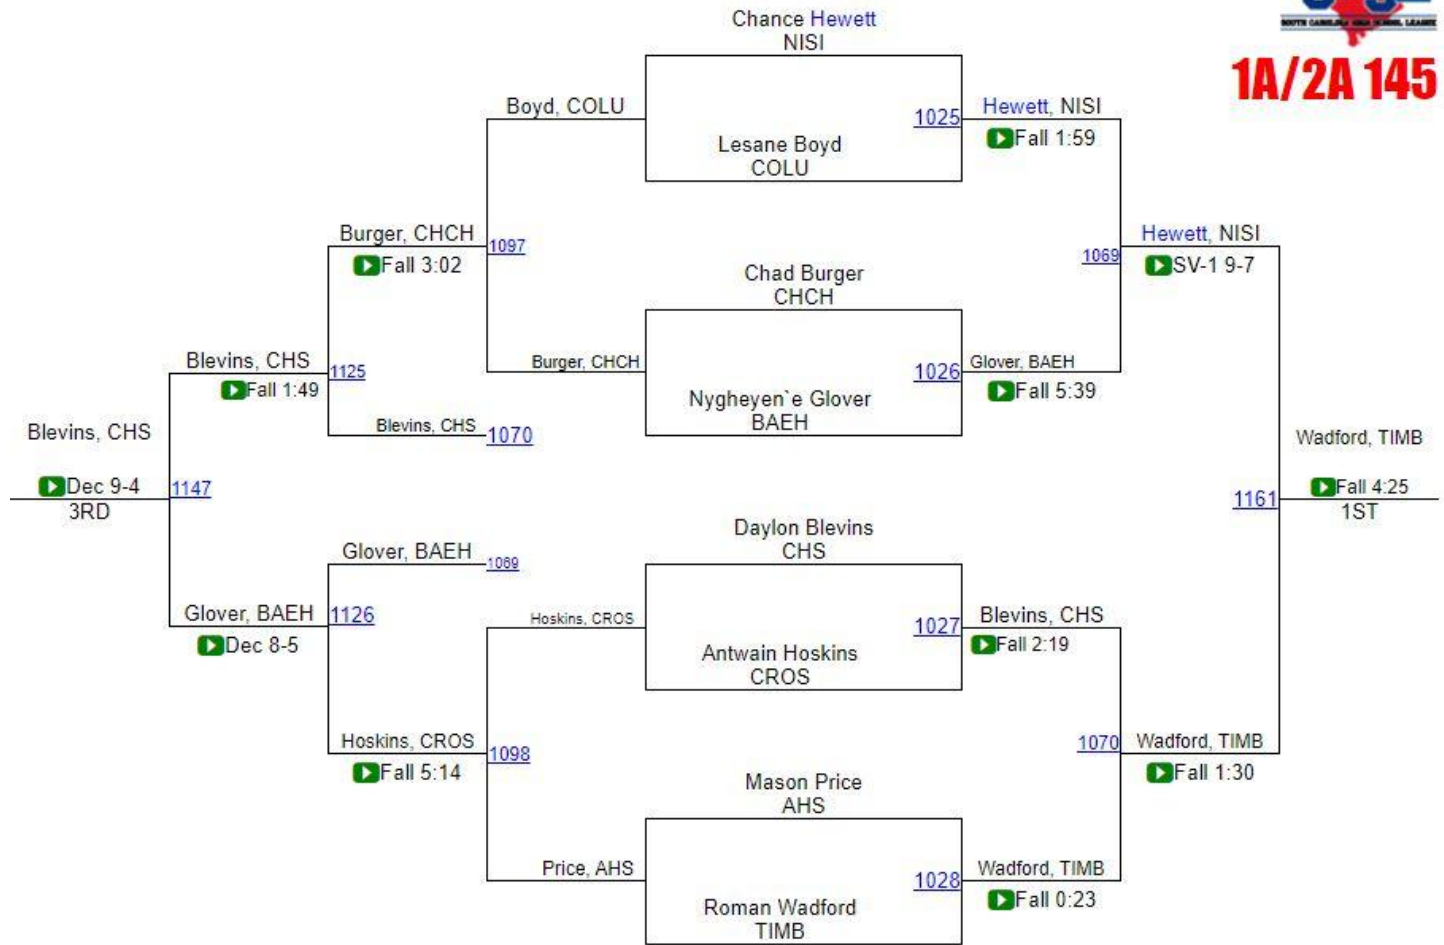 SOUTH CAROLINA HIGH SCHOOL LEAGUE
1A/2A 145
Chance Hewett
NISI
Boyd, COLU
1025
Hewett, NISI
Fall 1:59
Lesane Boyd
COLU
Burger, CHCH
1097
Fall 3:02
1069
Hewett, NISI
SV-1 9-7
Chad Burger
CHCH
Blevins, CHS
1125
Fall 1:49
Burger, CHCH
1026
Glover, BAEH
Fall 5:39
Nygheyen`e Glover
BAEH
Blevins, CHS
1070
Blevins, CHS
Wadford, TIMB
Dec 9-4
1147
3RD
1161
Fall 4:25
1ST
Daylon Blevins
CHS
Glover, BAEH
1069
Glover, BAEH
1126
Dec 8-5
Hoskins, CROS
1027
Blevins, CHS
Fall 2:19
Antwain Hoskins
CROS
Hoskins, CROS
1098
Fall 5:14
1070
Wadford, TIMB
Fall 1:30
Mason Price
AHS
Price, AHS
1028
Wadford, TIMB
Fall 0:23
Roman Wadford
TIMB